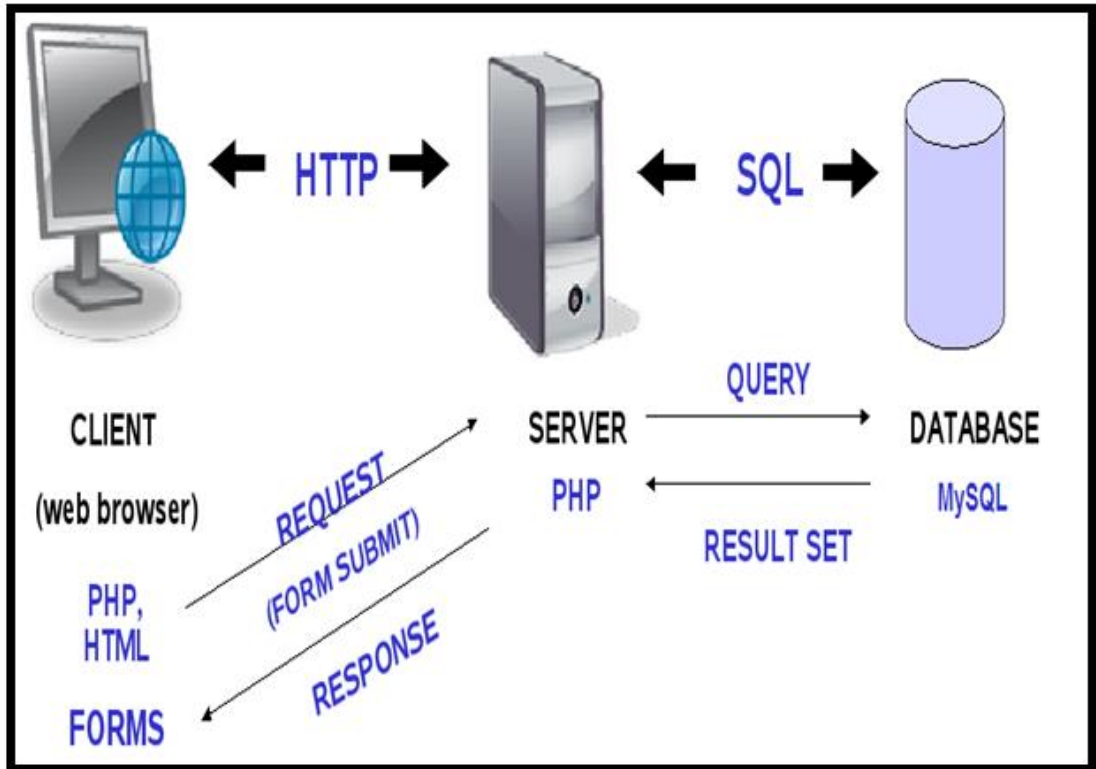 HTTP
SQL
QUERY
CLIENT
SERVER
DATABASE
(web browser)
REQUEST
PHP
MySQL
(FORM SUBMIT)
RESULT SET
PHP,
HTML
RESPONSE
FORMS